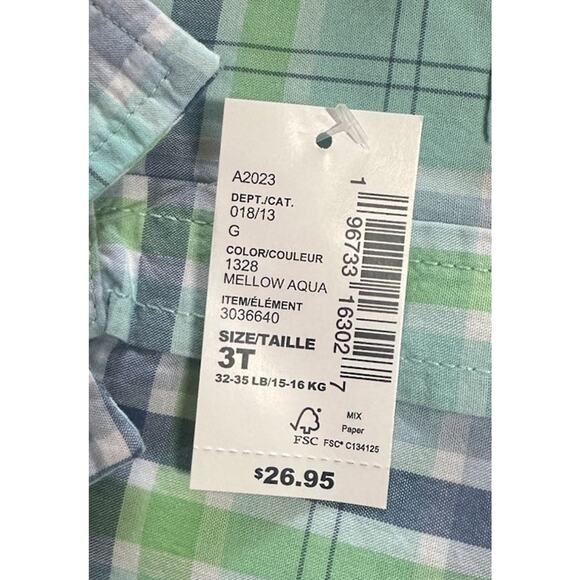 A2023
DEPT./CAT.
018/13
G
COLOR/COULEUR
1328
MELLOW AQUA
ITEM/ÉLÉMENT
3036640
SIZE/TAILLE
3T
32-35 LB/15-16 KG
1 96733 16302 7
FSC
MIX
Paper
FSC® C134125
$26.95